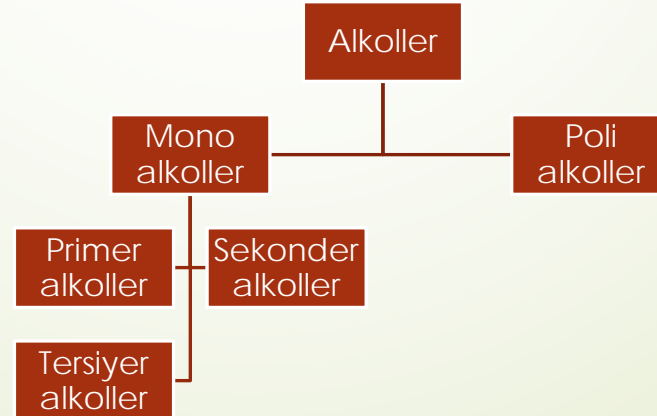 Alkoller
Mono
alkoller
Poli
alkoller
Primer
alkoller
Sekonder
alkoller
Tersiyer
alkoller